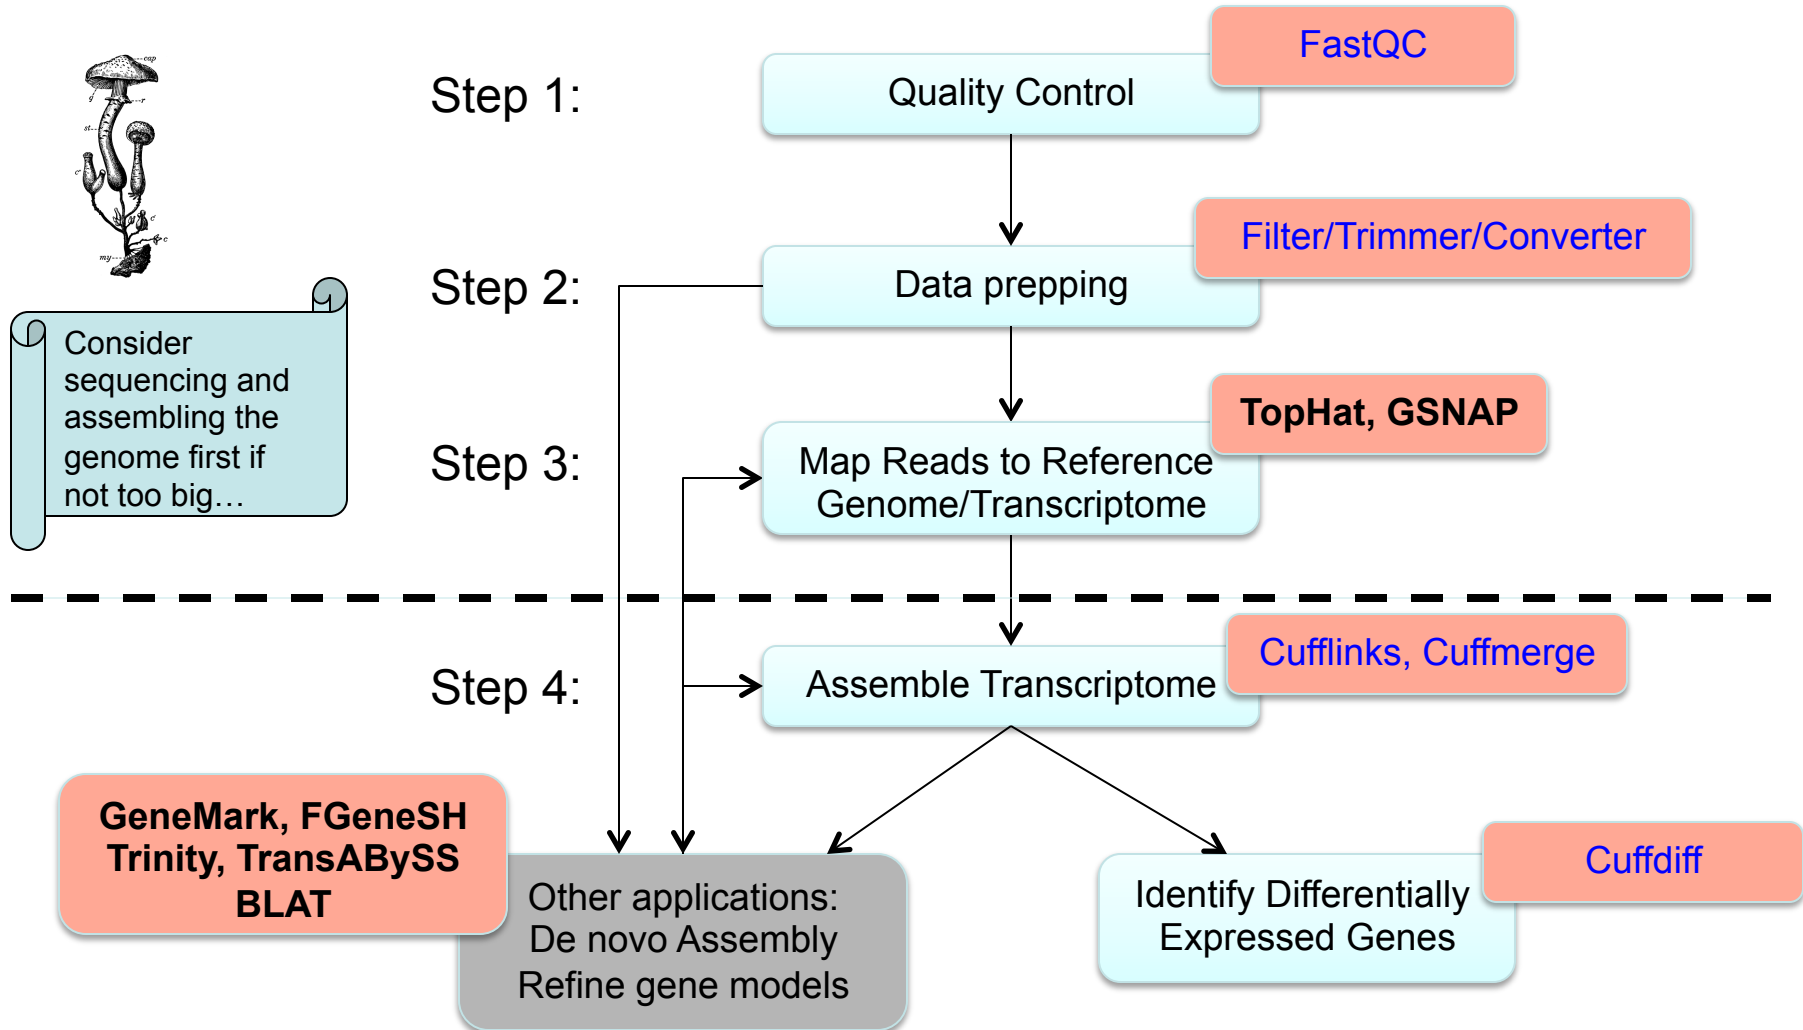 cap
g
r
st
c'
c'
c
my
Step 1:
Quality Control
FastQC
Step 2:
Data prepping
Filter/Trimmer/Converter
Consider
sequencing and
assembling the
genome first if
not too big…
Step 3:
Map Reads to Reference
Genome/Transcriptome
TopHat, GSNAP
Step 4:
Assemble Transcriptome
Cufflinks, Cuffmerge
GeneMark, FGeneSH
Trinity, TransABySS
BLAT
Other applications:
De novo Assembly
Refine gene models
Identify Differentially
Expressed Genes
Cuffdiff